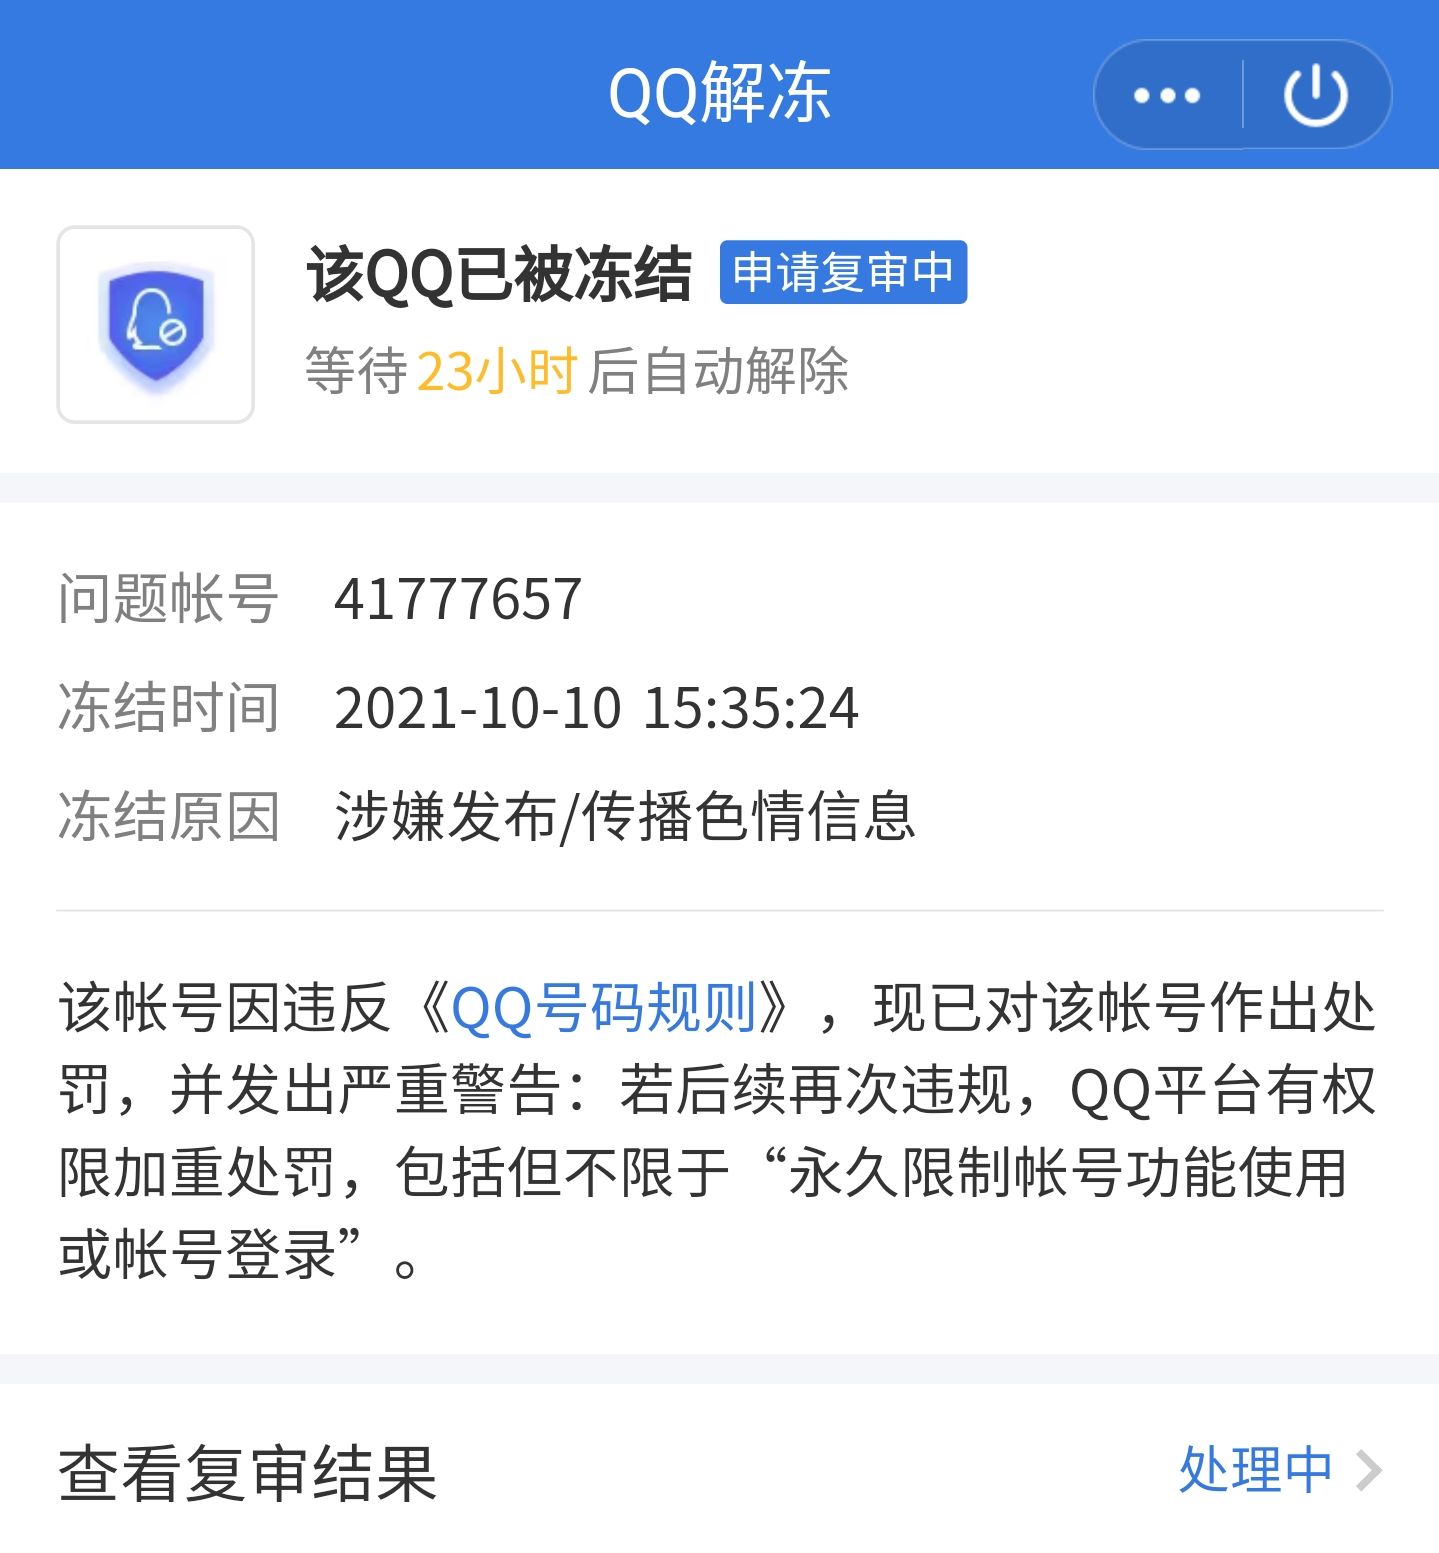 QQ解冻
该QQ已被冻结 申请复审中
等待23小时后自动解除
问题帐号 41777657
冻结时间 2021-10-10 15:35:24
冻结原因 涉嫌发布/传播色情信息
该帐号因违反《QQ号码规则》，现已对该帐号作出处
罚，并发出严重警告：若后续再次违规，QQ平台有权
限加重处罚，包括但不限于“永久限制帐号功能使用
或帐号登录”。
查看复审结果 处理中